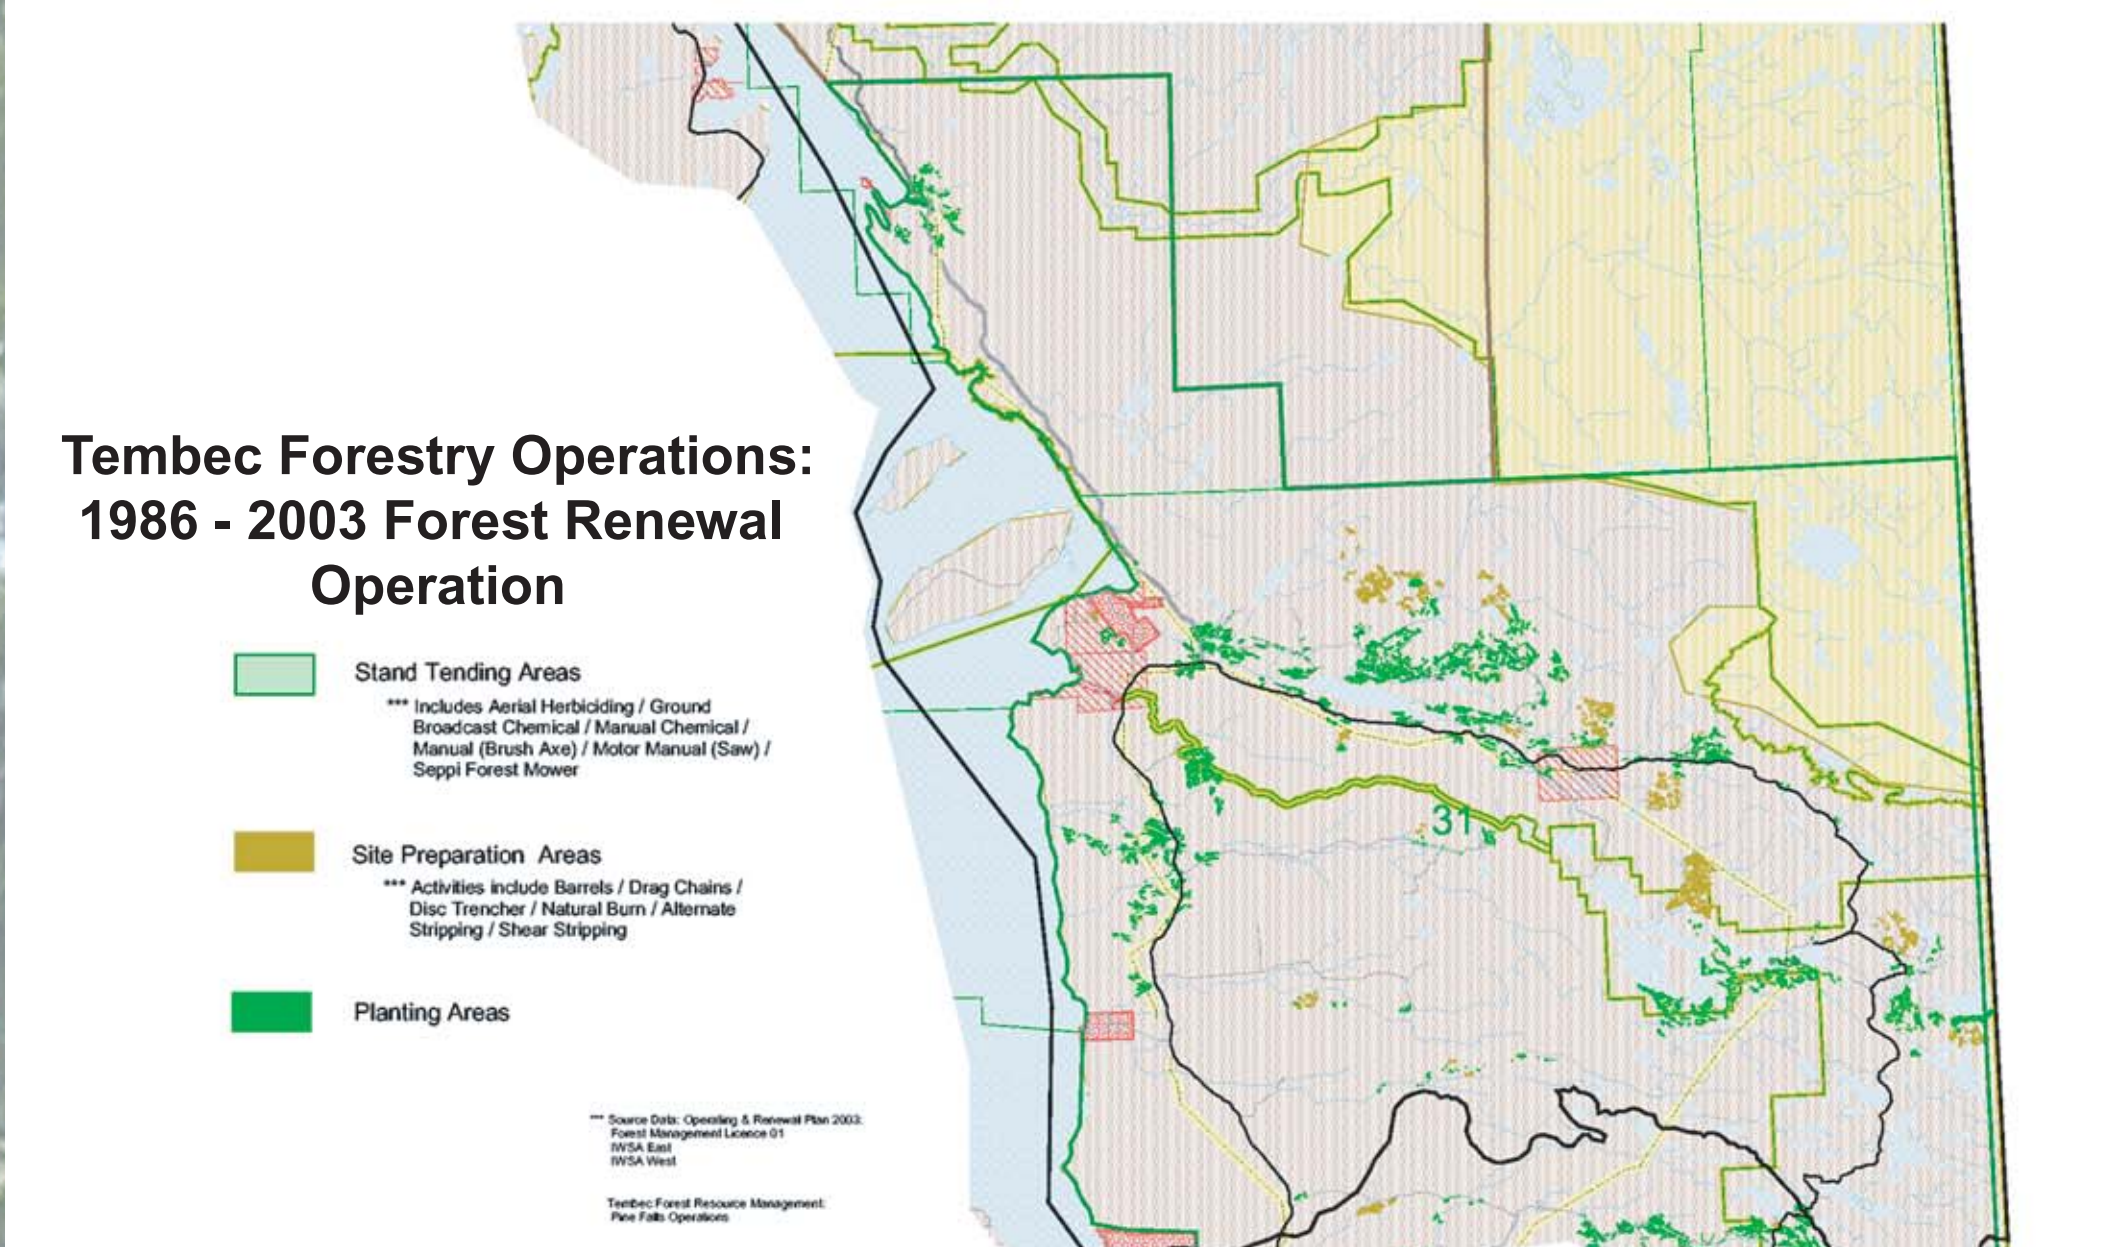 Tembec Forestry Operations:
1986 - 2003 Forest Renewal
Operation
Stand Tending Areas
*** Includes Aerial Herbiciding / Ground
Broadcast Chemical / Manual Chemical /
Manual (Brush Axe) / Motor Manual (Saw) /
Seppi Forest Mower
Site Preparation Areas
*** Activities include Barrels / Drag Chains /
Disc Trencher / Natural Burn / Alternate
Stripping / Shear Stripping
Planting Areas
*** Source Data: Operating & Renewal Plan 2003:
Forest Management Licence 01
IWSA East
IWSA West
Tembec Forest Resource Management:
Pine Falls Operations
31